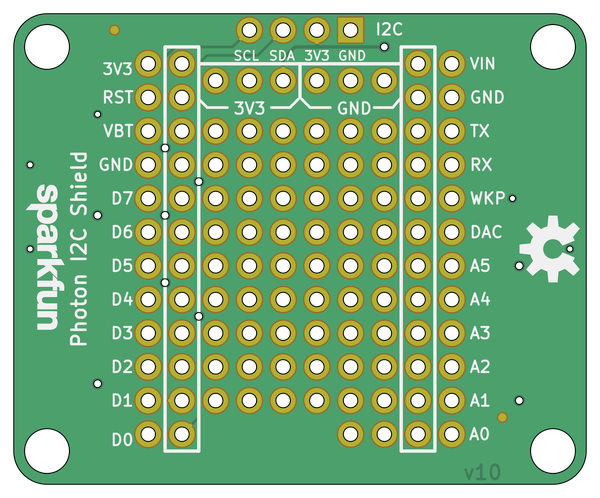 I2C
SCL SDA 3V3 GND
3V3 VIN
RST GND
3V3 GND
VBT TX
GND RX
D7 WKP
D6 DAC
D5 A5
D4 A4
D3 A3
D2 A2
D1 A1
D0 A0
sparkfun
Photon I2C Shield
v10